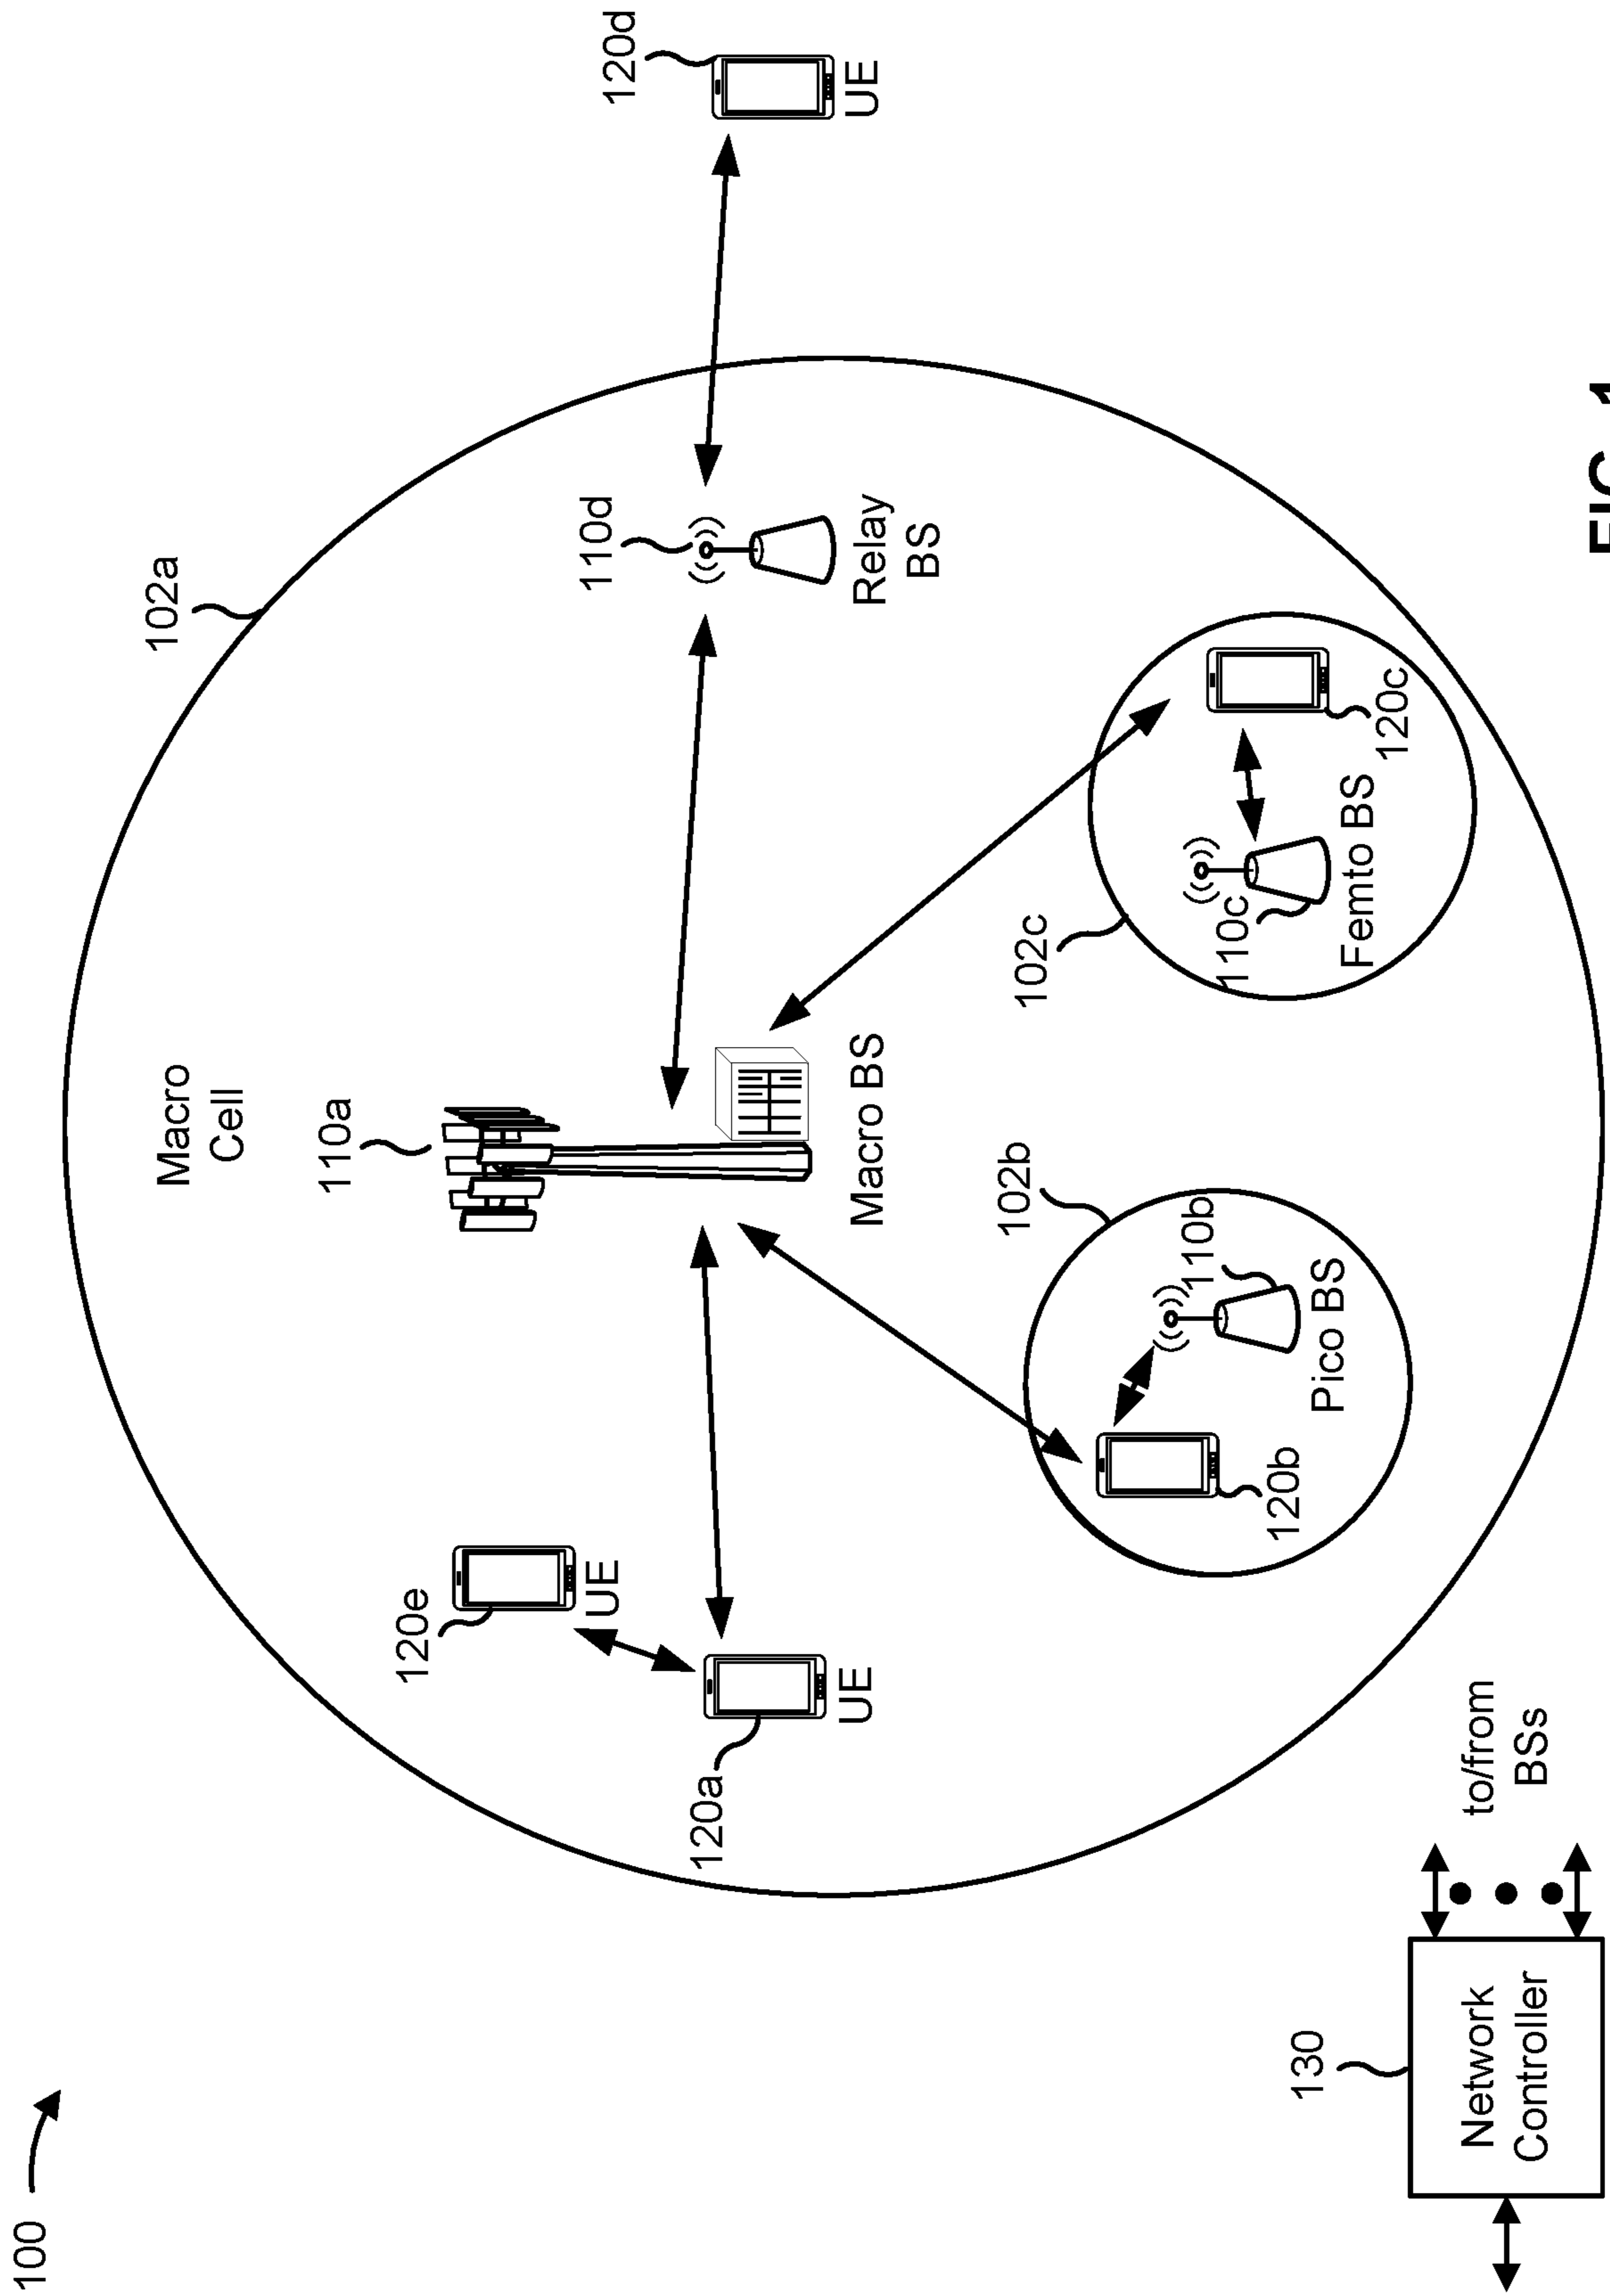 100
102a
Macro
Cell
110a
120d
UE
110d
Relay
BS
120e
UE
120a
UE
Macro BS
102b
110b
Pico BS
120b
102c
110c
Femto BS
120c
130
Network
Controller
to/from
BSs